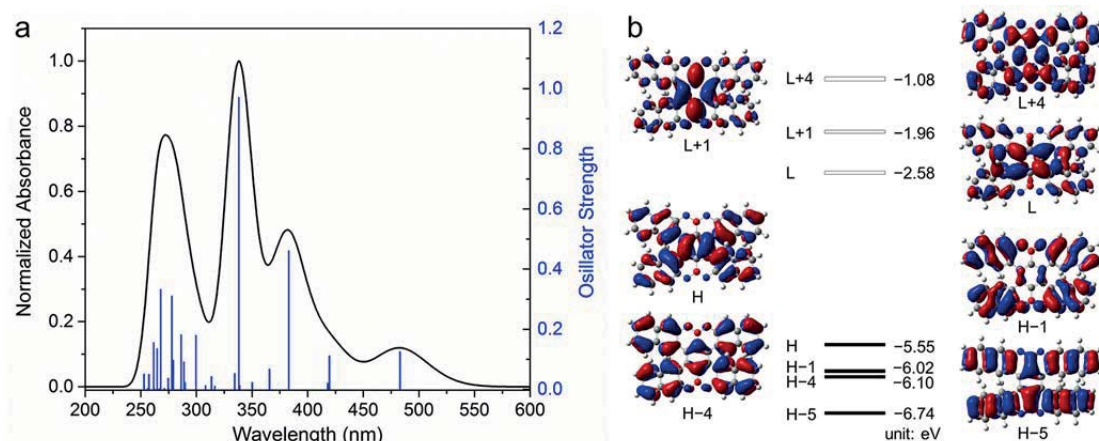 a
Normalized Absorbance
1.0
0.8
0.6
0.4
0.2
0.0
200 250 300 350 400 450 500 550 600
Wavelength (nm)
1.2
1.0
0.8
0.6
0.4
0.2
0.0
Osillator Strength
b
L+1
H
H−4
L+4 −1.08
L+1 −1.96
L −2.58
H −5.55
H−1 −6.02
H−4 −6.10
H−5 −6.74
unit: eV
L+4
L
H−1
H−5